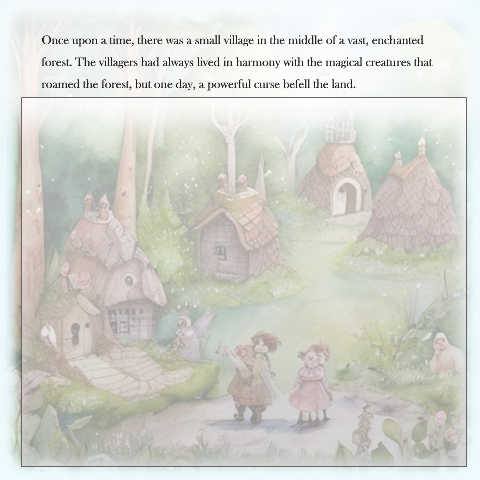 Once upon a time, there was a small village in the middle of a vast, enchanted
forest. The villagers had always lived in harmony with the magical creatures that
roamed the forest, but one day, a powerful curse befell the land.